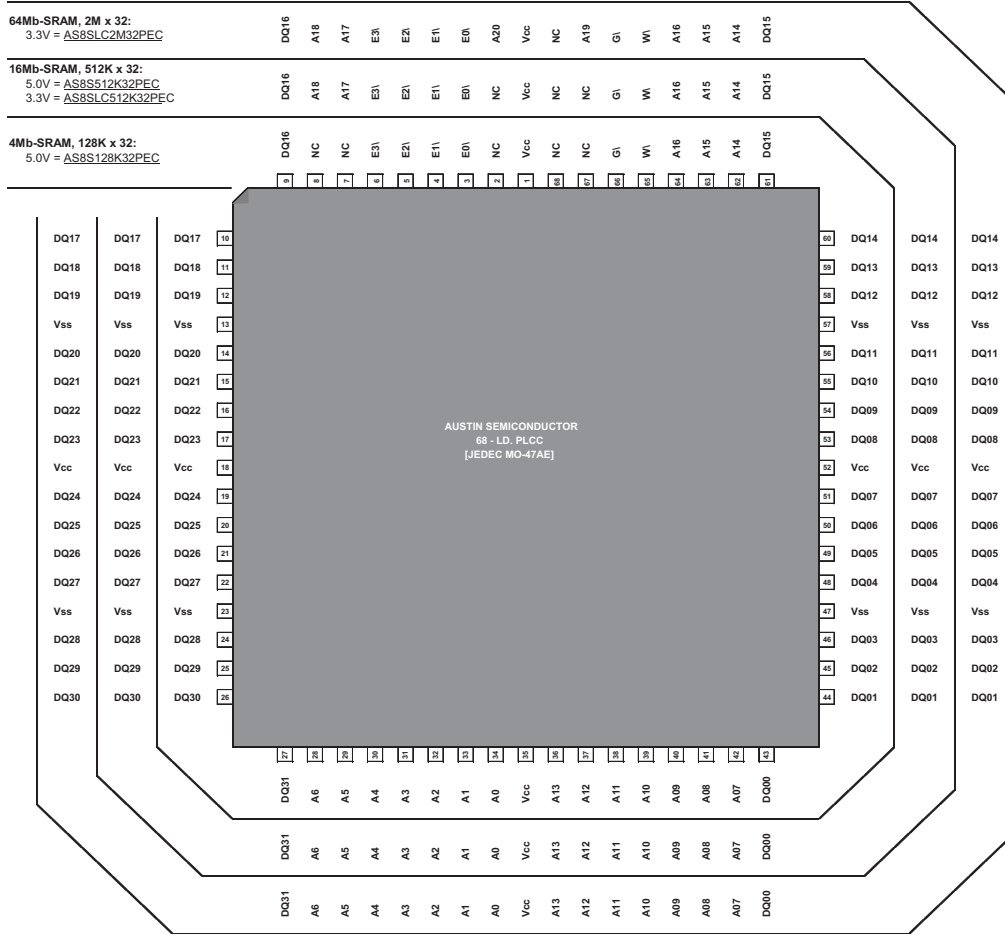 64Mb-SRAM, 2M x 32:
3.3V = AS8SLC2M32PEC
DQ16 A18 A17 E3\ E2\ E1\ E0\ A20 Vcc NC A19 G\ W\ A16 A15 A14 DQ15
16Mb-SRAM, 512K x 32:
5.0V = AS8S512K32PEC
3.3V = AS8SLC512K32PEC
DQ16 A18 A17 E3\ E2\ E1\ E0\ NC Vcc NC NC G\ W\ A16 A15 A14 DQ15
4Mb-SRAM, 128K x 32:
5.0V = AS8S128K32PEC
DQ16 NC NC E3\ E2\ E1\ E0\ NC Vcc NC NC G\ W\ A16 A15 A14 DQ15
9 8 7 6 5 4 3 2 1 68 67 66 65 64 63 62 61
DQ17 DQ17 DQ17 10 60 DQ14 DQ14 DQ14
DQ18 DQ18 DQ18 11 59 DQ13 DQ13 DQ13
DQ19 DQ19 DQ19 12 58 DQ12 DQ12 DQ12
Vss Vss Vss 13 57 Vss Vss Vss
DQ20 DQ20 DQ20 14 56 DQ11 DQ11 DQ11
DQ21 DQ21 DQ21 15 55 DQ10 DQ10 DQ10
DQ22 DQ22 DQ22 16 54 DQ09 DQ09 DQ09
AUSTIN SEMICONDUCTOR
68 - LD. PLCC
[JEDEC MO-47AE]
DQ23 DQ23 DQ23 17 53 DQ08 DQ08 DQ08
Vcc Vcc Vcc 18 52 Vcc Vcc Vcc
DQ24 DQ24 DQ24 19 51 DQ07 DQ07 DQ07
DQ25 DQ25 DQ25 20 50 DQ06 DQ06 DQ06
DQ26 DQ26 DQ26 21 49 DQ05 DQ05 DQ05
DQ27 DQ27 DQ27 22 48 DQ04 DQ04 DQ04
Vss Vss Vss 23 47 Vss Vss Vss
DQ28 DQ28 DQ28 24 46 DQ03 DQ03 DQ03
DQ29 DQ29 DQ29 25 45 DQ02 DQ02 DQ02
DQ30 DQ30 DQ30 26 44 DQ01 DQ01 DQ01
27 28 29 30 31 32 33 34 35 36 37 38 39 40 41 42 43
DQ31 A6 A5 A4 A3 A2 A1 A0 Vcc A13 A12 A11 A10 A09 A08 A07 DQ00
DQ31 A6 A5 A4 A3 A2 A1 A0 Vcc A13 A12 A11 A10 A09 A08 A07 DQ00
DQ31 A6 A5 A4 A3 A2 A1 A0 Vcc A13 A12 A11 A10 A09 A08 A07 DQ00